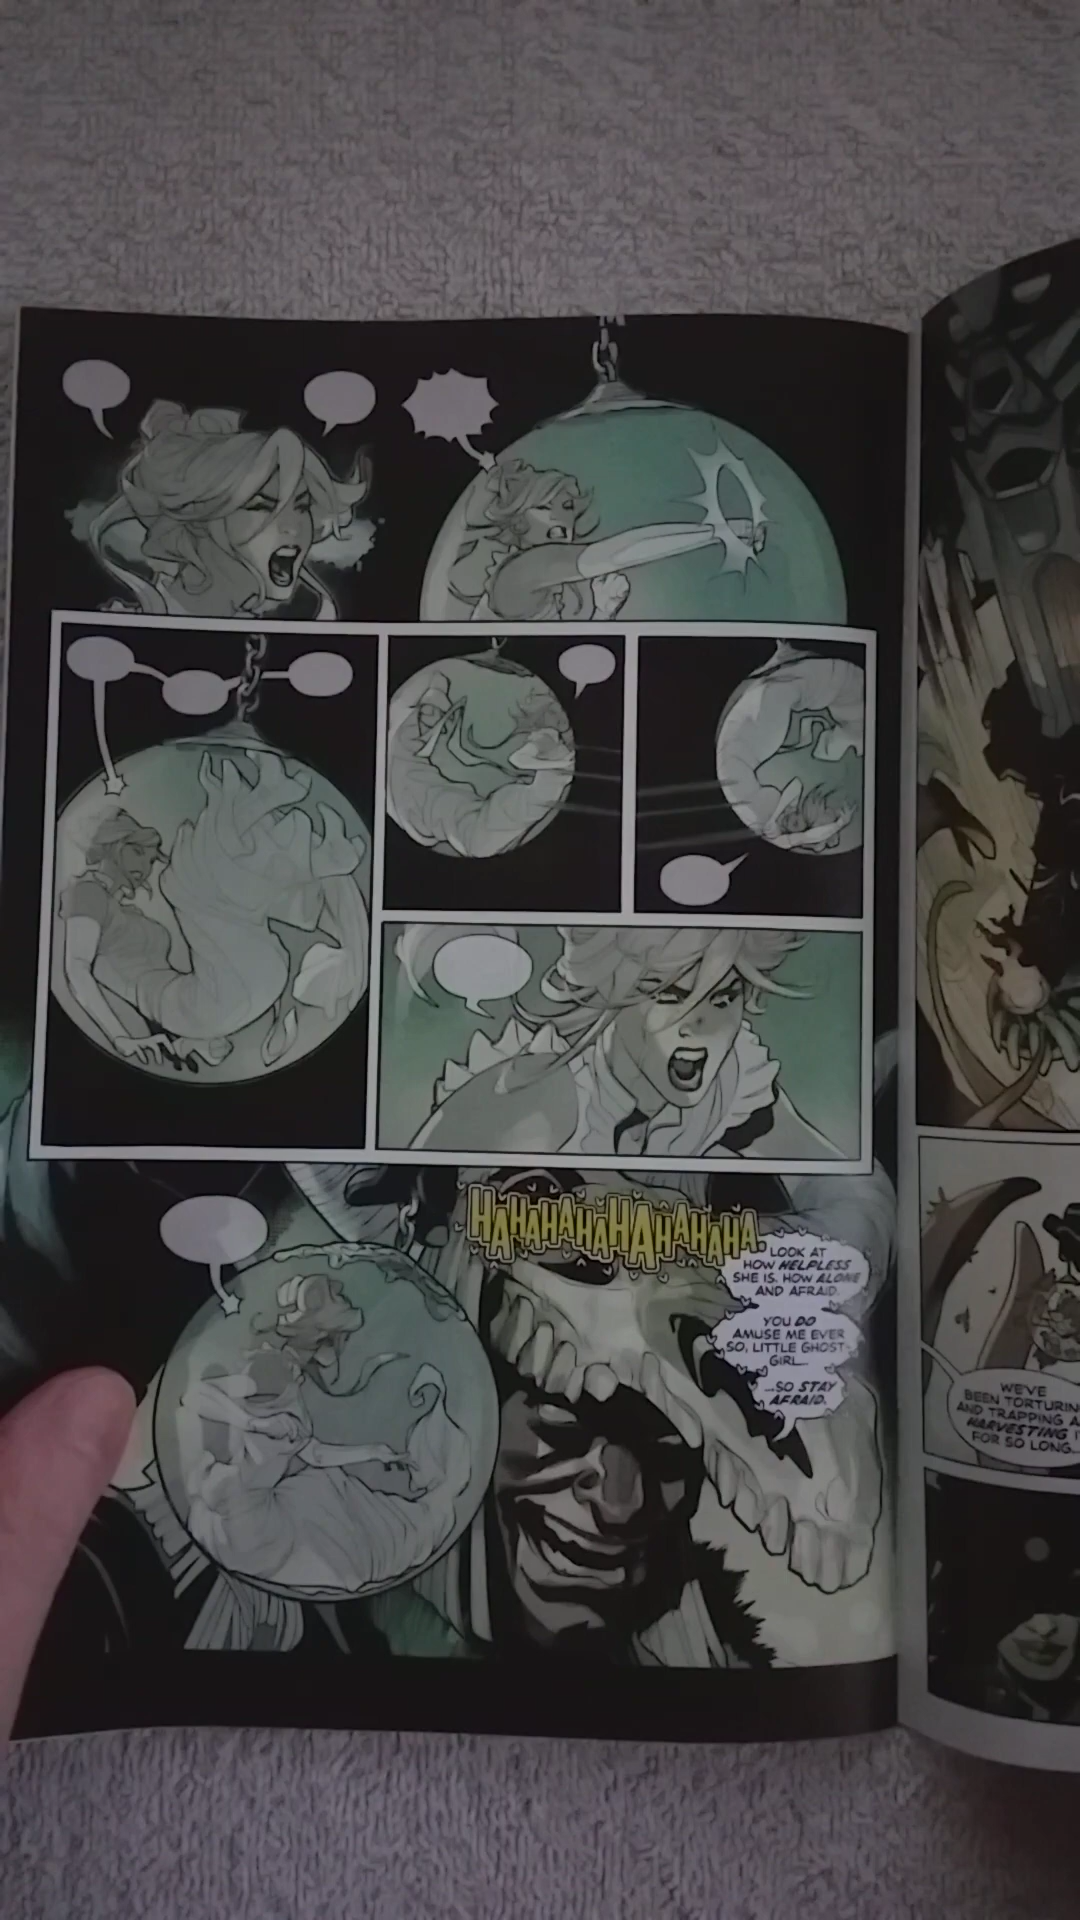 HAHAHAHAHAHAHAHA.
LOOK AT
HOW HELPLESS
SHE IS. HOW ALONE
AND AFRAID.
YOU DO
AMUSE ME EVER
SO, LITTLE GHOST-
GIRL...
...SO STAY
AFRAID.
WE'VE
BEEN TORTURING
AND TRAPPING A
HARVESTING I
FOR SO LONG...